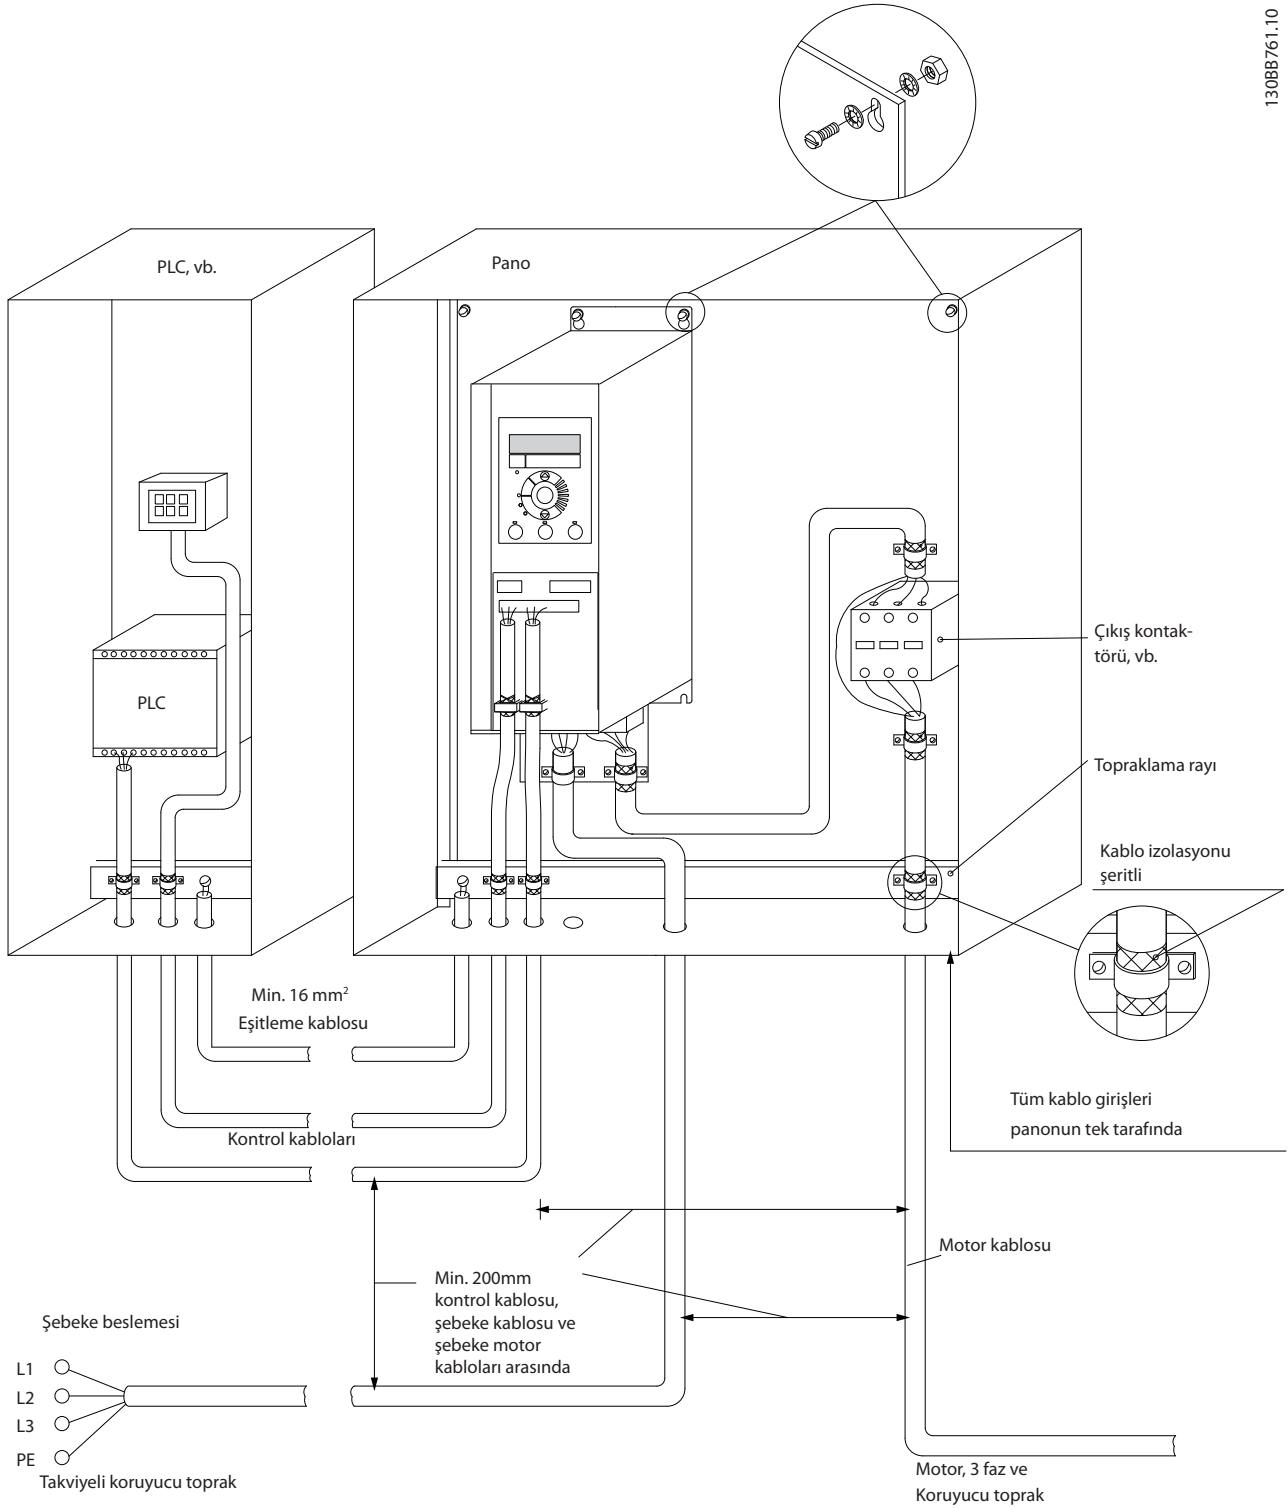 130BB761.10
PLC, vb.
Pano
PLC
Çıkış kontak-
törü, vb.
Topraklama rayı
Kablo izolasyonu
şeritli
Min. 16 mm²
Eşitleme kablosu
Tüm kablo girişleri
panonun tek tarafında
Kontrol kabloları
Motor kablosu
Min. 200mm
kontrol kablosu,
şebeke kablosu ve
şebeke motor
kabloları arasında
Şebeke beslemesi
L1
L2
L3
PE
Takviyeli koruyucu toprak
Motor, 3 faz ve
Koruyucu toprak